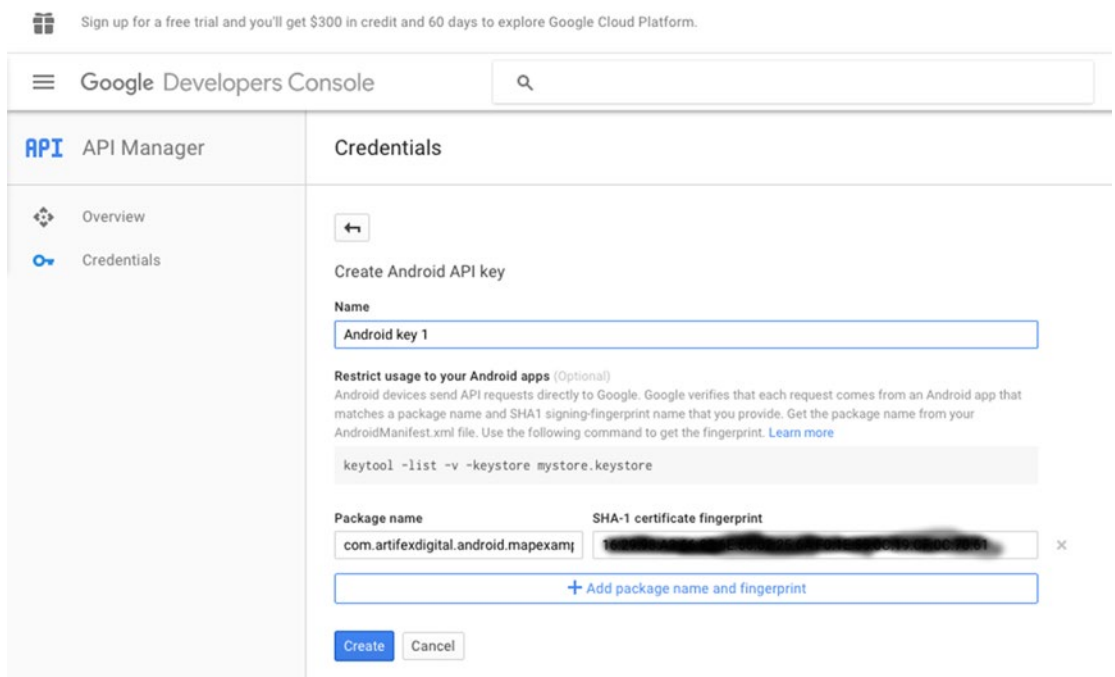 Sign up for a free trial and you'll get $300 in credit and 60 days to explore Google Cloud Platform.
Google Developers Console
API API Manager
Credentials
Overview
Credentials
Create Android API key
Name
Android key 1
Restrict usage to your Android apps (Optional)
Android devices send API requests directly to Google. Google verifies that each request comes from an Android app that
matches a package name and SHA1 signing-fingerprint name that you provide. Get the package name from your
AndroidManifest.xml file. Use the following command to get the fingerprint. Learn more
keytool -list -v -keystore mystore.keystore
Package name
SHA-1 certificate fingerprint
com.artifexdigital.android.mapexamp
Add package name and fingerprint
Create
Cancel